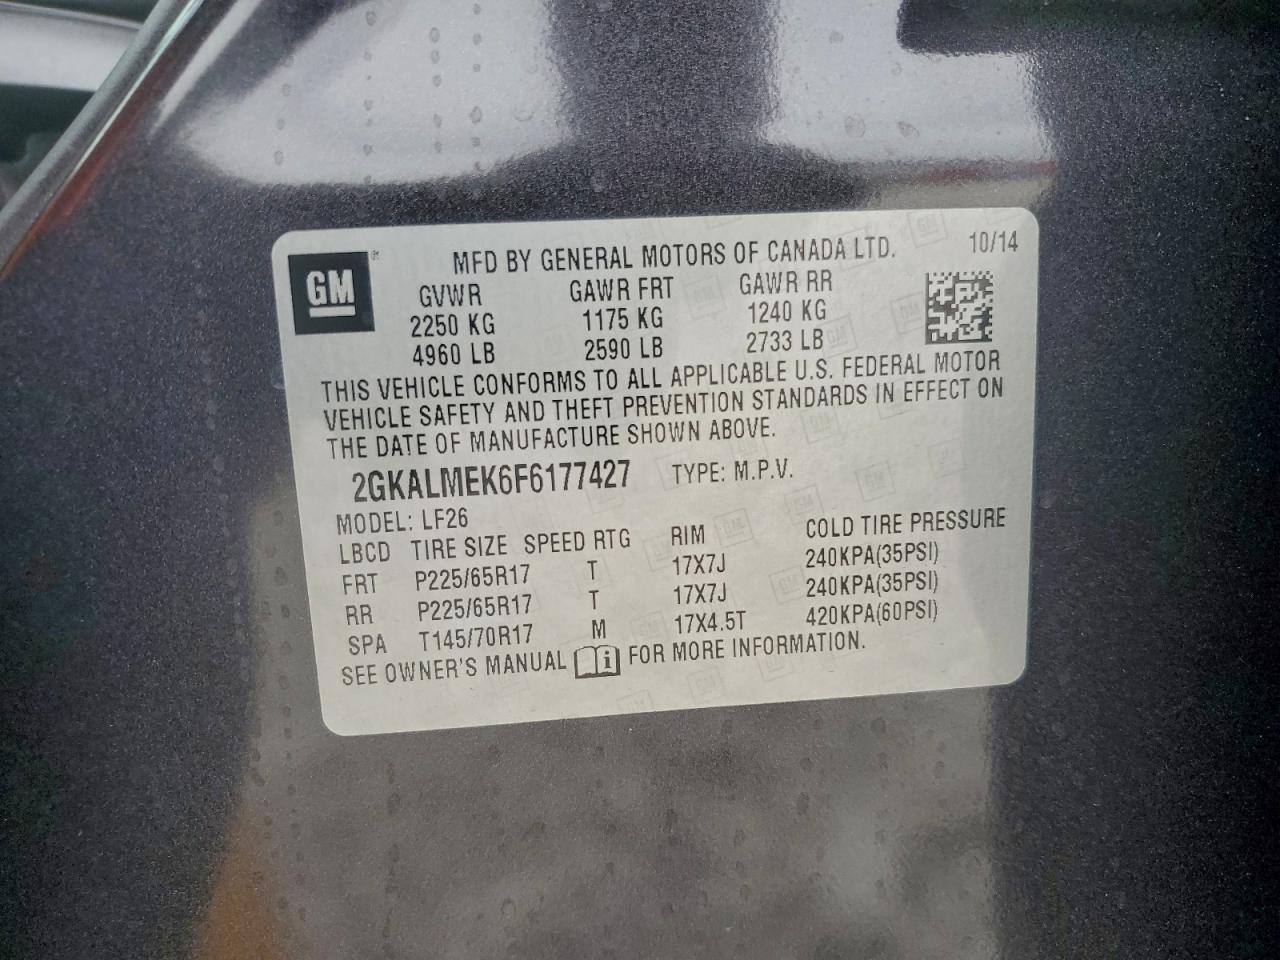 GM ®
MFD BY GENERAL MOTORS OF CANADA LTD. 10/14
GVWR GAWR FRT GAWR RR
2250 KG 1175 KG 1240 KG
4960 LB 2590 LB 2733 LB
THIS VEHICLE CONFORMS TO ALL APPLICABLE U.S. FEDERAL MOTOR
VEHICLE SAFETY AND THEFT PREVENTION STANDARDS IN EFFECT ON
THE DATE OF MANUFACTURE SHOWN ABOVE.
2GKALMEK6F6177427 TYPE: M.P.V.
MODEL: LF26
LBCD TIRE SIZE SPEED RTG RIM COLD TIRE PRESSURE
FRT P225/65R17 T 17X7J 240KPA(35PSI)
RR P225/65R17 T 17X7J 240KPA(35PSI)
SPA T145/70R17 M 17X4.5T 420KPA(60PSI)
SEE OWNER'S MANUAL i FOR MORE INFORMATION.